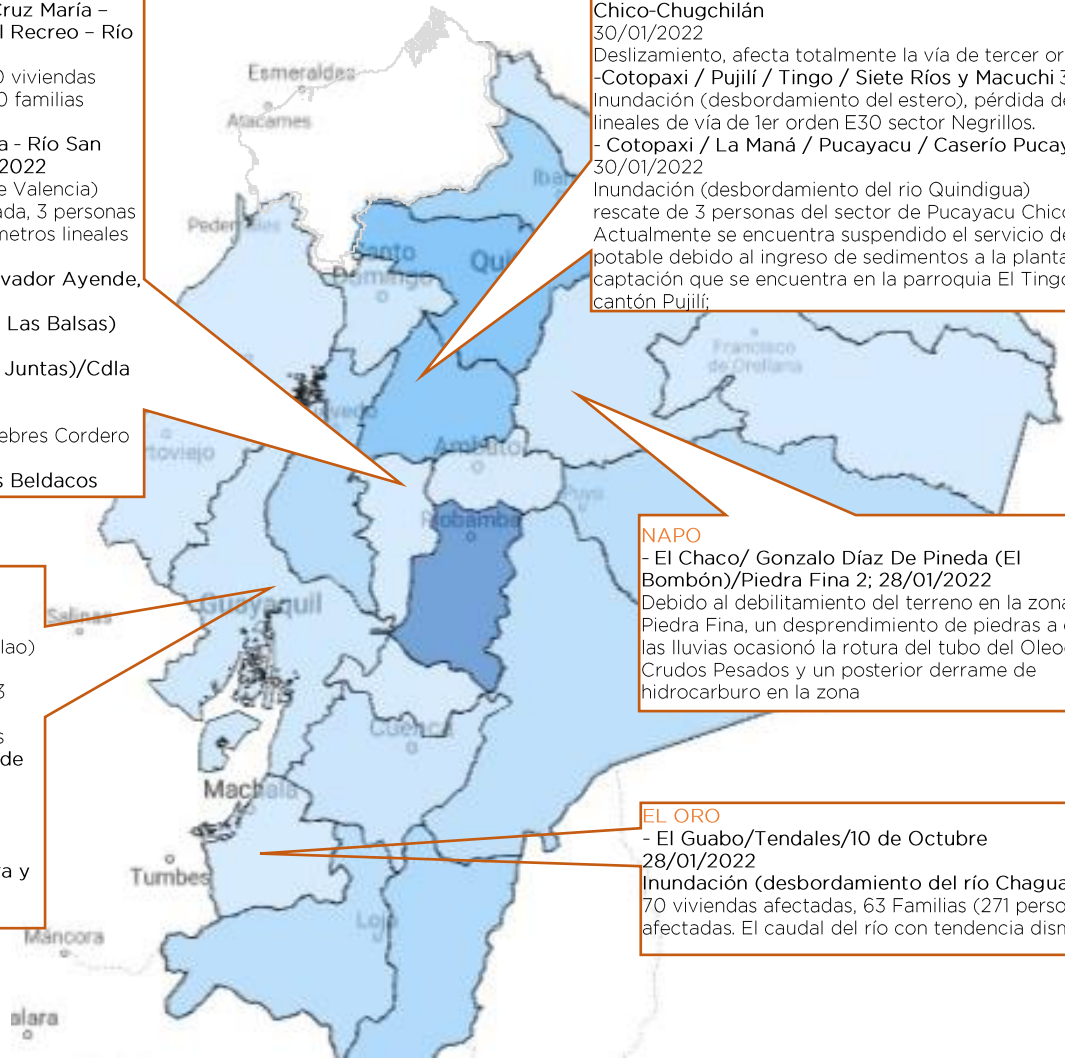 Cruz María –
l Recreo – Río
0 viviendas
0 familias
a - Río San
2022
e Valencia)
ada, 3 personas
metros lineales
vador Ayende,
Las Balsas)
Juntas)/Cdla
ebres Cordero
s Beldacos
lao)
3
s
de
ra y
Chico-Chugchilán
30/01/2022
Deslizamiento, afecta totalmente la vía de tercer or
-Cotopaxi / Pujilí / Tingo / Siete Ríos y Macuchi 3
Inundación (desbordamiento del estero), pérdida de
lineales de vía de 1er orden E30 sector Negrillos.
- Cotopaxi / La Maná / Pucayacu / Caserío Pucay
30/01/2022
Inundación (desbordamiento del rio Quindigua)
rescate de 3 personas del sector de Pucayacu Chico
Actualmente se encuentra suspendido el servicio de
potable debido al ingreso de sedimentos a la planta
captación que se encuentra en la parroquia El Tingo
cantón Pujilí;
NAPO
- El Chaco/ Gonzalo Díaz De Pineda (El
Bombón)/Piedra Fina 2; 28/01/2022
Debido al debilitamiento del terreno en la zona
Piedra Fina, un desprendimiento de piedras a
las lluvias ocasionó la rotura del tubo del Oleo
Crudos Pesados y un posterior derrame de
hidrocarburo en la zona
EL ORO
- El Guabo/Tendales/10 de Octubre
28/01/2022
Inundación (desbordamiento del río Chagua
70 viviendas afectadas, 63 Familias (271 perso
afectadas. El caudal del río con tendencia dism
Esmeraldas
Atacames
Iba
Pedernales
Santo
Domingo
Qui
Francisco
de Orellana
evedo
rtoviejo
Ambato
Puyo
Riobamba
Guayaquil
Salinas
Cuenca
Machala
Tumbes
Loja
Máncora
alara